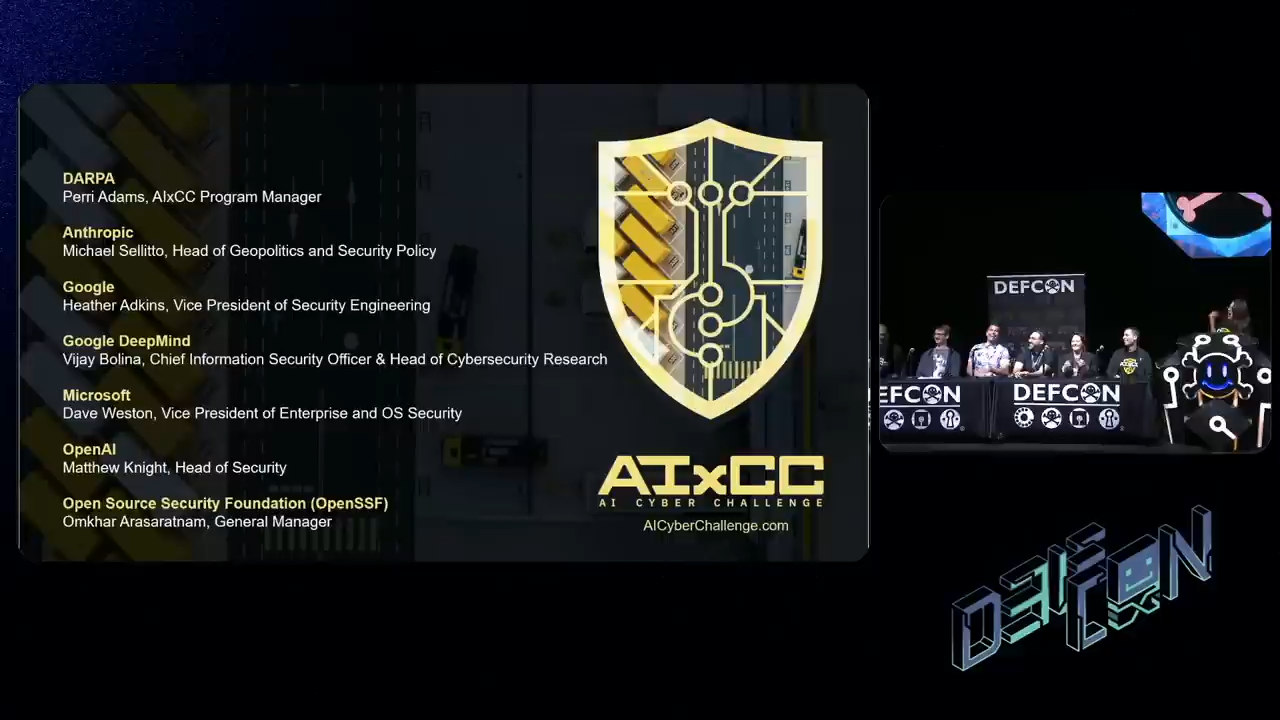 DARPA
Perri Adams, AIxCC Program Manager
Anthropic
Michael Sellitto, Head of Geopolitics and Security Policy
Google
Heather Adkins, Vice President of Security Engineering
Google DeepMind
Vijay Bolina, Chief Information Security Officer & Head of Cybersecurity Research
Microsoft
Dave Weston, Vice President of Enterprise and OS Security
OpenAI
Matthew Knight, Head of Security
Open Source Security Foundation (OpenSSF)
Omkhar Arasaratnam, General Manager
AIxCC
AI CYBER CHALLENGE
AICyberChallenge.com
DEFCON
EFCON
DEFCON
DEFCON